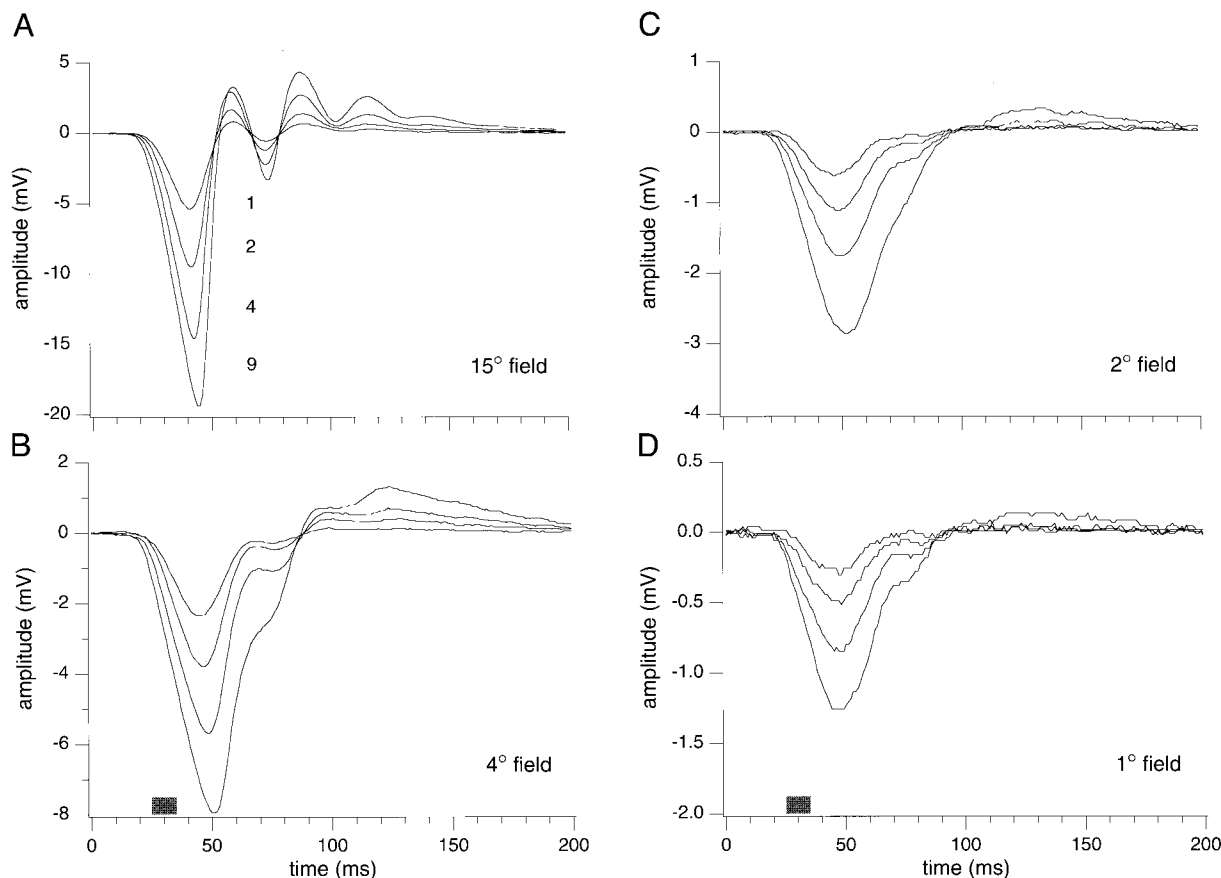 A
5
0
-5
-10
-15
-20
amplitude (mV)
1
2
4
9
15° field
B
2
0
-2
-4
-6
-8
amplitude (mV)
4° field
0
50
100
150
200
time (ms)
C
1
0
-1
-2
-3
-4
amplitude (mV)
2° field
D
0.5
0.0
-0.5
-1.0
-1.5
-2.0
amplitude (mV)
1° field
0
50
100
150
200
time (ms)